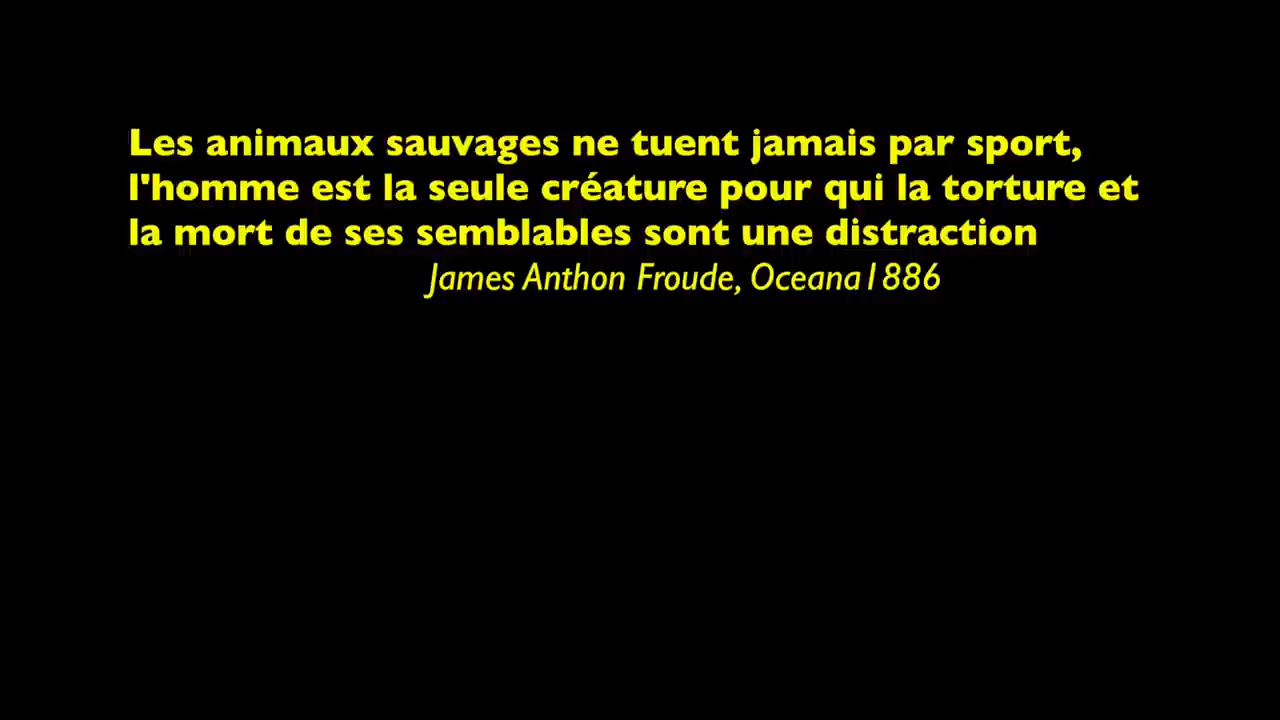 Les animaux sauvages ne tuent jamais par sport,
l'homme est la seule créature pour qui la torture et
la mort de ses semblables sont une distraction
James Anthon Froude, Oceana1886